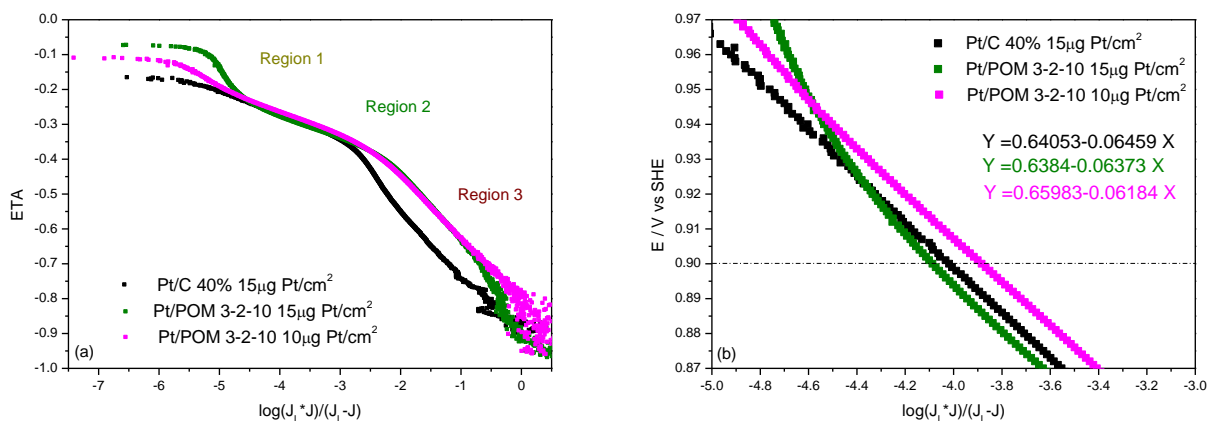 0.0
-0.1
-0.2
-0.3
-0.4
-0.5
-0.6
-0.7
-0.8
-0.9
-1.0
ETA
Region 1
Region 2
Region 3
Pt/C 40% 15µg Pt/cm²
Pt/POM 3-2-10 15µg Pt/cm²
Pt/POM 3-2-10 10µg Pt/cm²
(a)
-7 -6 -5 -4 -3 -2 -1 0
log(J_L*J)/(J_L-J)
0.97
0.96
0.95
0.94
0.93
0.92
0.91
0.90
0.89
0.88
0.87
E / V vs SHE
Pt/C 40% 15µg Pt/cm²
Pt/POM 3-2-10 15µg Pt/cm²
Pt/POM 3-2-10 10µg Pt/cm²
Y =0.64053-0.06459 X
Y =0.6384-0.06373 X
Y =0.65983-0.06184 X
(b)
-5.0 -4.8 -4.6 -4.4 -4.2 -4.0 -3.8 -3.6 -3.4 -3.2 -3.0
log(J_L*J)/(J_L-J)